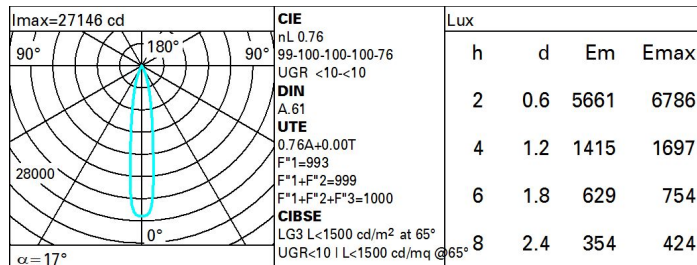 Imax=27146 cd
90°
180°
90°
28000
0°
α=17°
CIE
nL 0.76
99-100-100-100-76
UGR <10-<10
DIN
A.61
UTE
0.76A+0.00T
F"1=993
F"1+F"2=999
F"1+F"2+F"3=1000
CIBSE
LG3 L<1500 cd/m² at 65°
UGR<10 | L<1500 cd/mq @65°
Lux
h d Em Emax
2 0.6 5661 6786
4 1.2 1415 1697
6 1.8 629 754
8 2.4 354 424